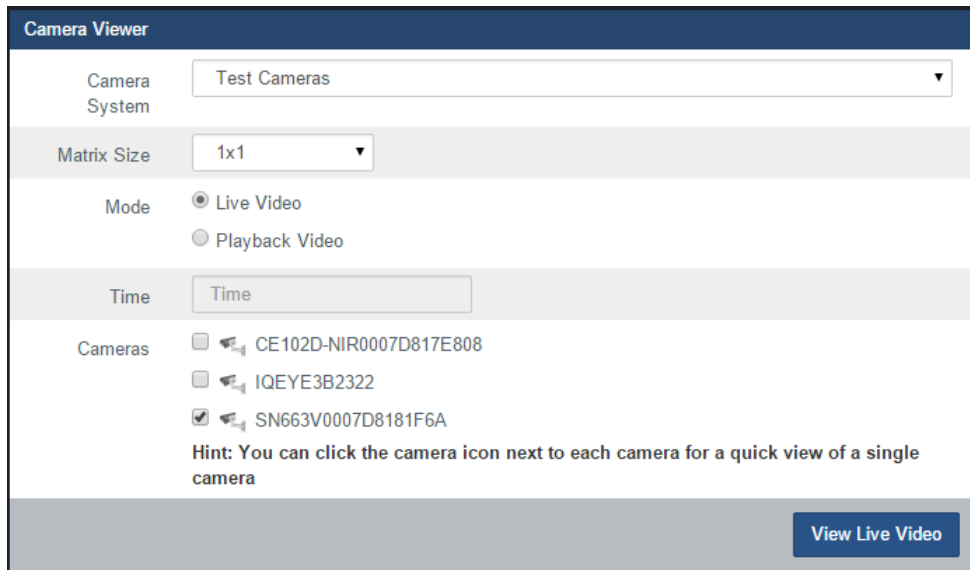 Camera Viewer
Camera
System
Test Cameras
Matrix Size
1x1
Mode
Live Video
Playback Video
Time
Time
Cameras
CE102D-NIR0007D817E808
IQEYE3B2322
SN663V0007D8181F6A
Hint: You can click the camera icon next to each camera for a quick view of a single
camera
View Live Video